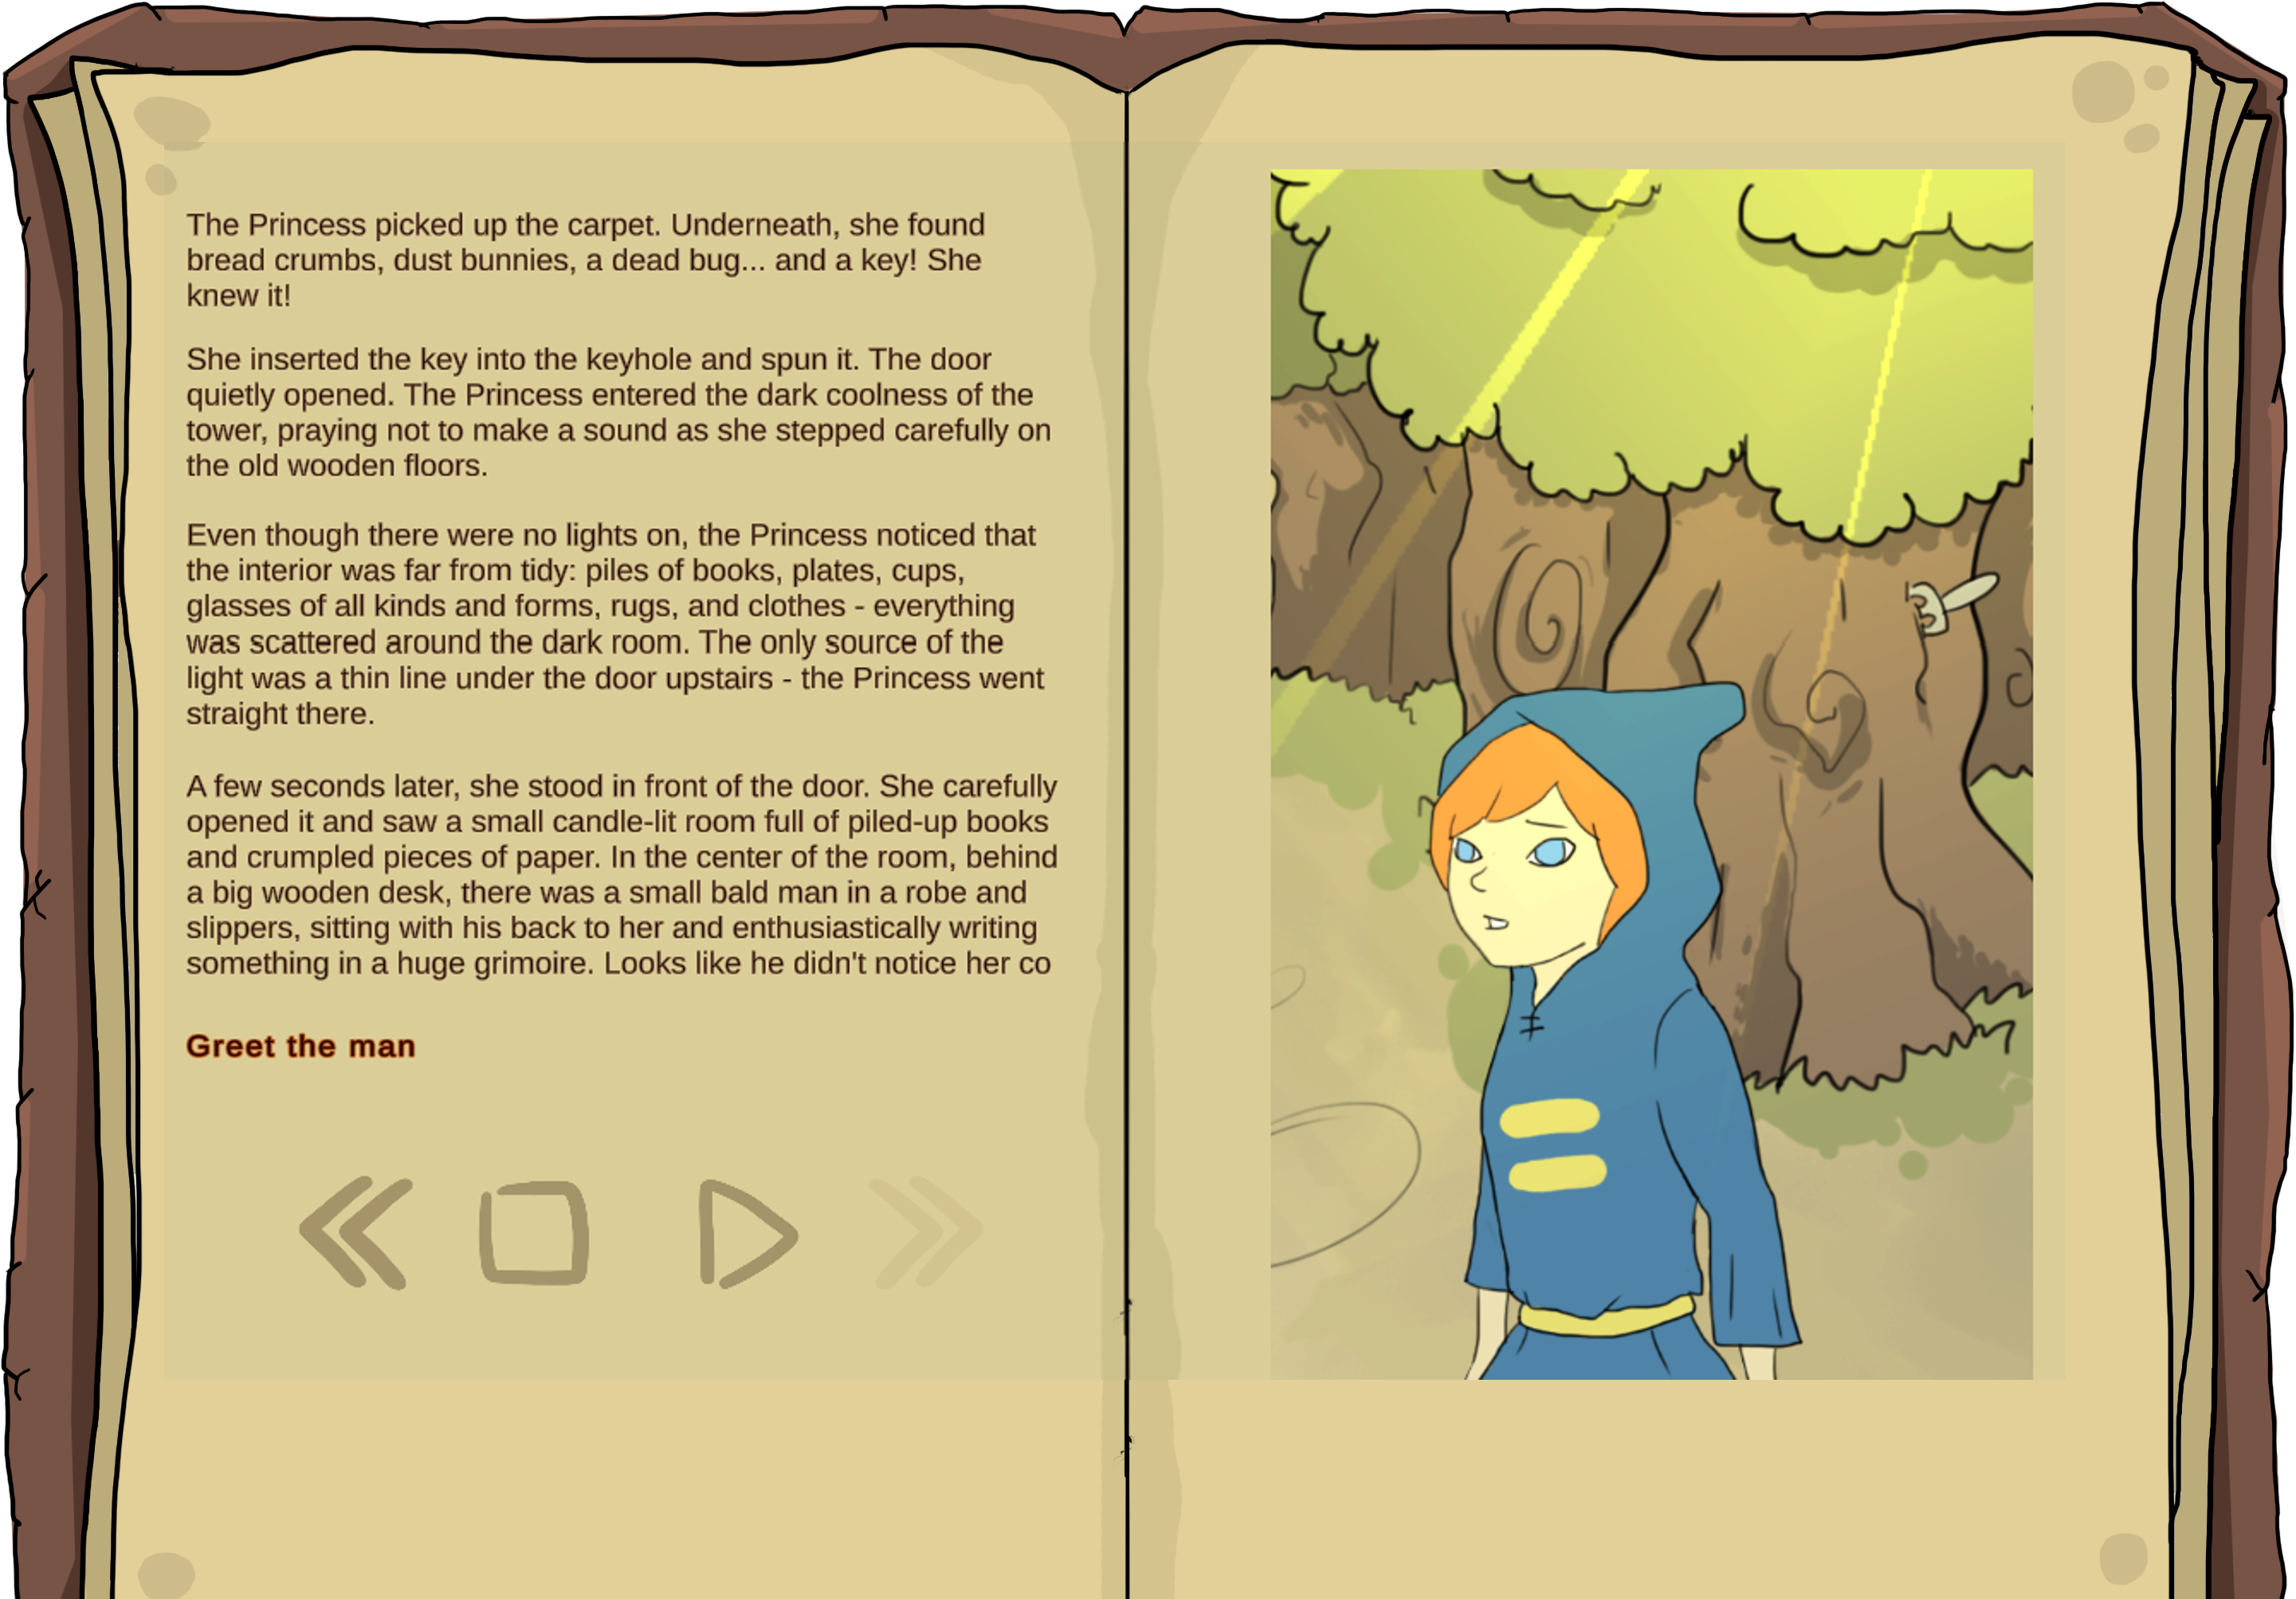 The Princess picked up the carpet. Underneath, she found
bread crumbs, dust bunnies, a dead bug... and a key! She
knew it!
She inserted the key into the keyhole and spun it. The door
quietly opened. The Princess entered the dark coolness of the
tower, praying not to make a sound as she stepped carefully on
the old wooden floors.
Even though there were no lights on, the Princess noticed that
the interior was far from tidy: piles of books, plates, cups,
glasses of all kinds and forms, rugs, and clothes - everything
was scattered around the dark room. The only source of the
light was a thin line under the door upstairs - the Princess went
straight there.
A few seconds later, she stood in front of the door. She carefully
opened it and saw a small candle-lit room full of piled-up books
and crumpled pieces of paper. In the center of the room, behind
a big wooden desk, there was a small bald man in a robe and
slippers, sitting with his back to her and enthusiastically writing
something in a huge grimoire. Looks like he didn't notice her co
Greet the man